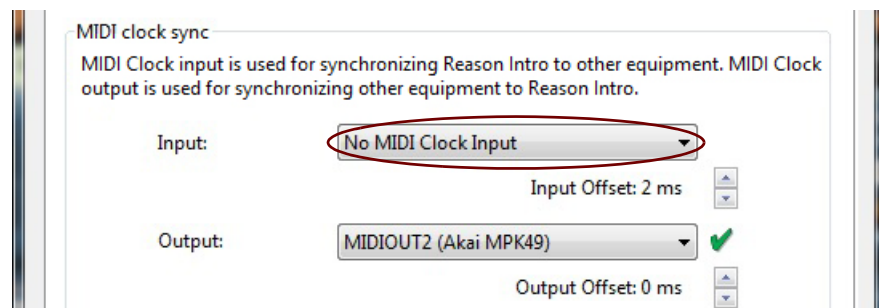 MIDI clock sync
MIDI Clock input is used for synchronizing Reason Intro to other equipment. MIDI Clock
output is used for synchronizing other equipment to Reason Intro.
Input: No MIDI Clock Input
Input Offset: 2 ms
Output: MIDIOUT2 (Akai MPK49)
Output Offset: 0 ms